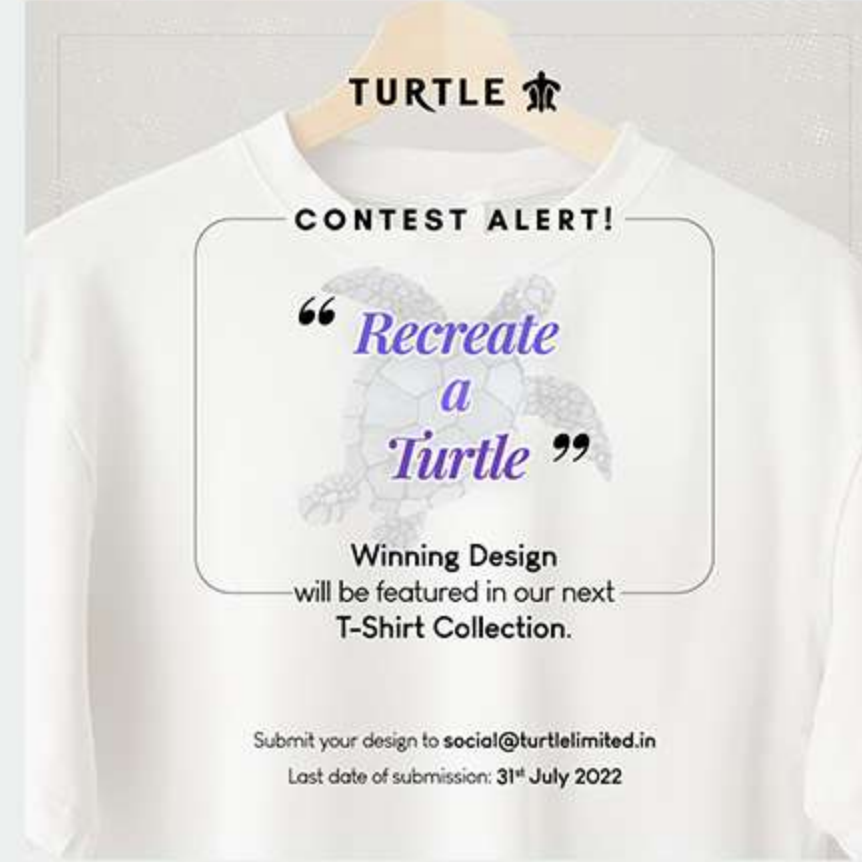 TURTLE
CONTEST ALERT!
“ Recreate
a
Turtle ”
Winning Design
will be featured in our next
T-Shirt Collection.
Submit your design to social@turtlelimited.in
Last date of submission: 31st July 2022